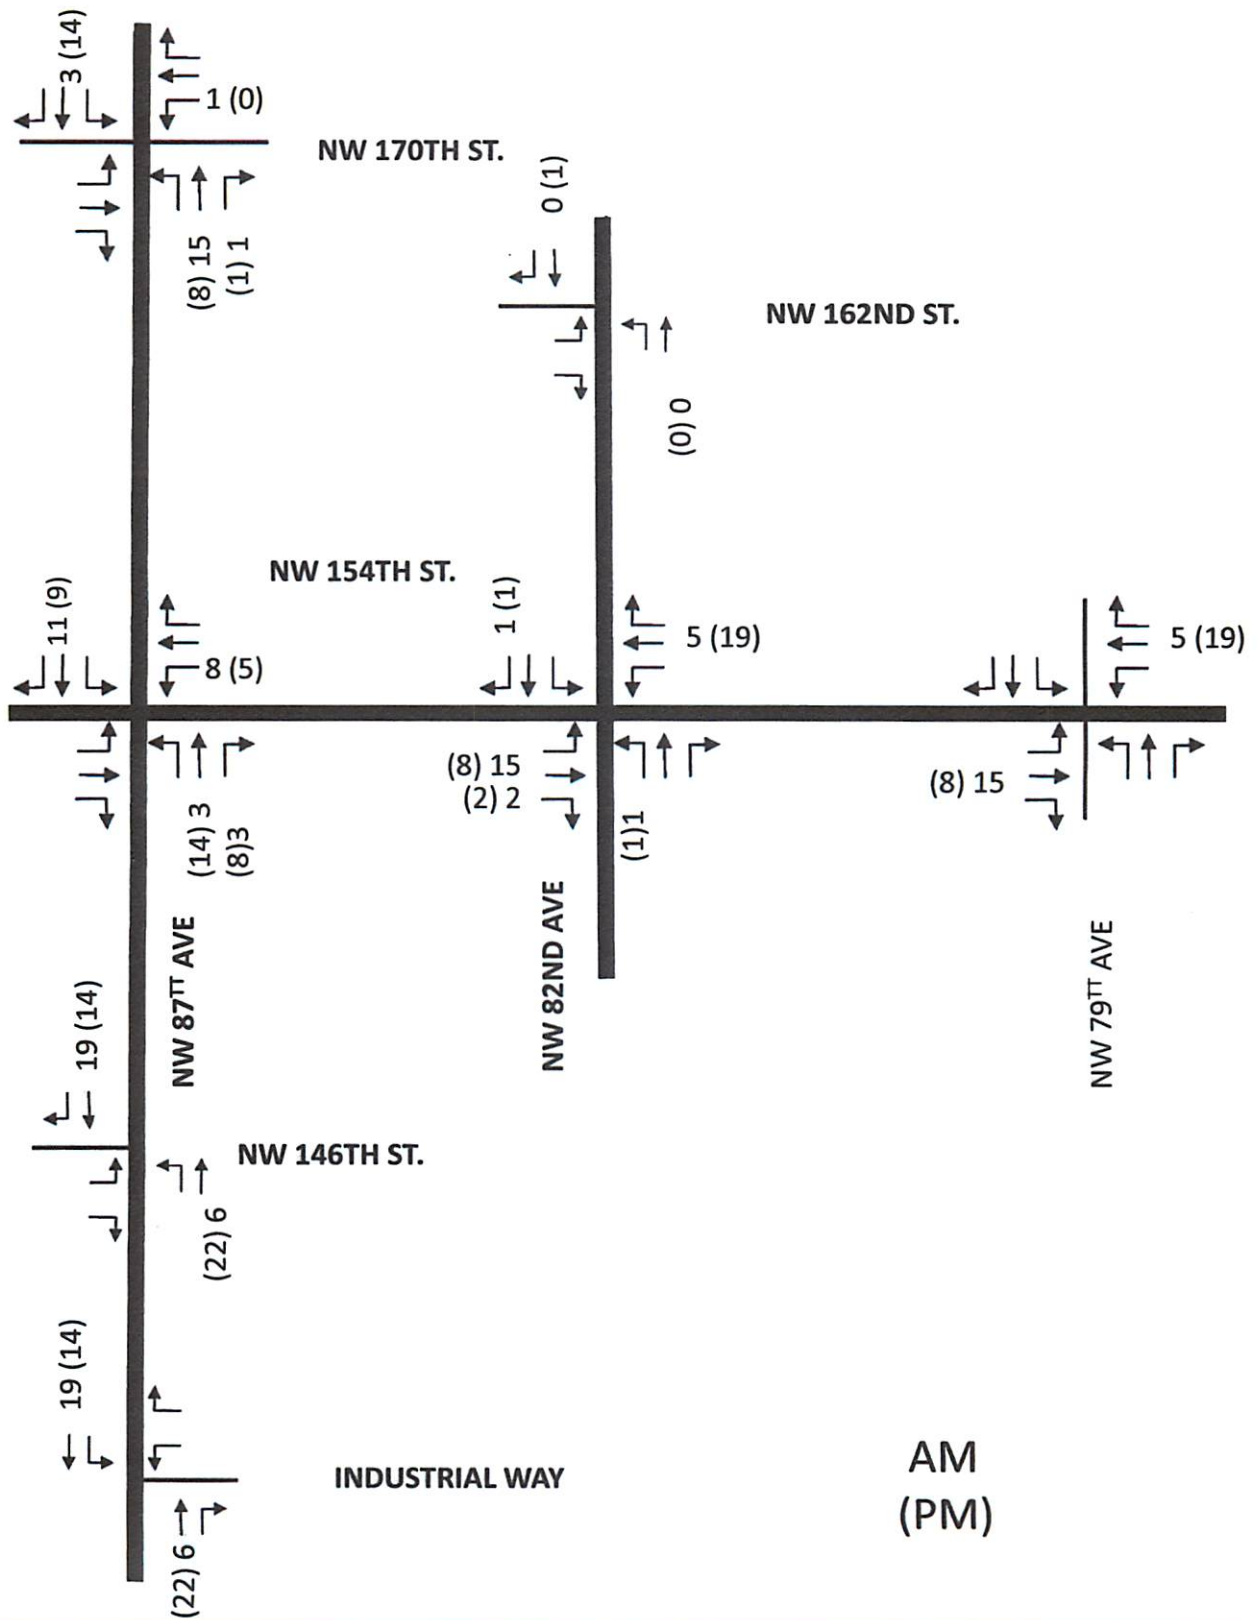 3 (14)
1 (0)
NW 170TH ST.
(8) 15
(1) 1
0 (1)
NW 162ND ST.
(0) 0
NW 154TH ST.
11 (9)
8 (5)
1 (1)
5 (19)
5 (19)
(14) 3
(8)3
(8) 15
(2) 2
(1)1
(8) 15
NW 87TT AVE
NW 82ND AVE
NW 79TT AVE
19 (14)
NW 146TH ST.
(22) 6
19 (14)
INDUSTRIAL WAY
(22) 6
AM
(PM)